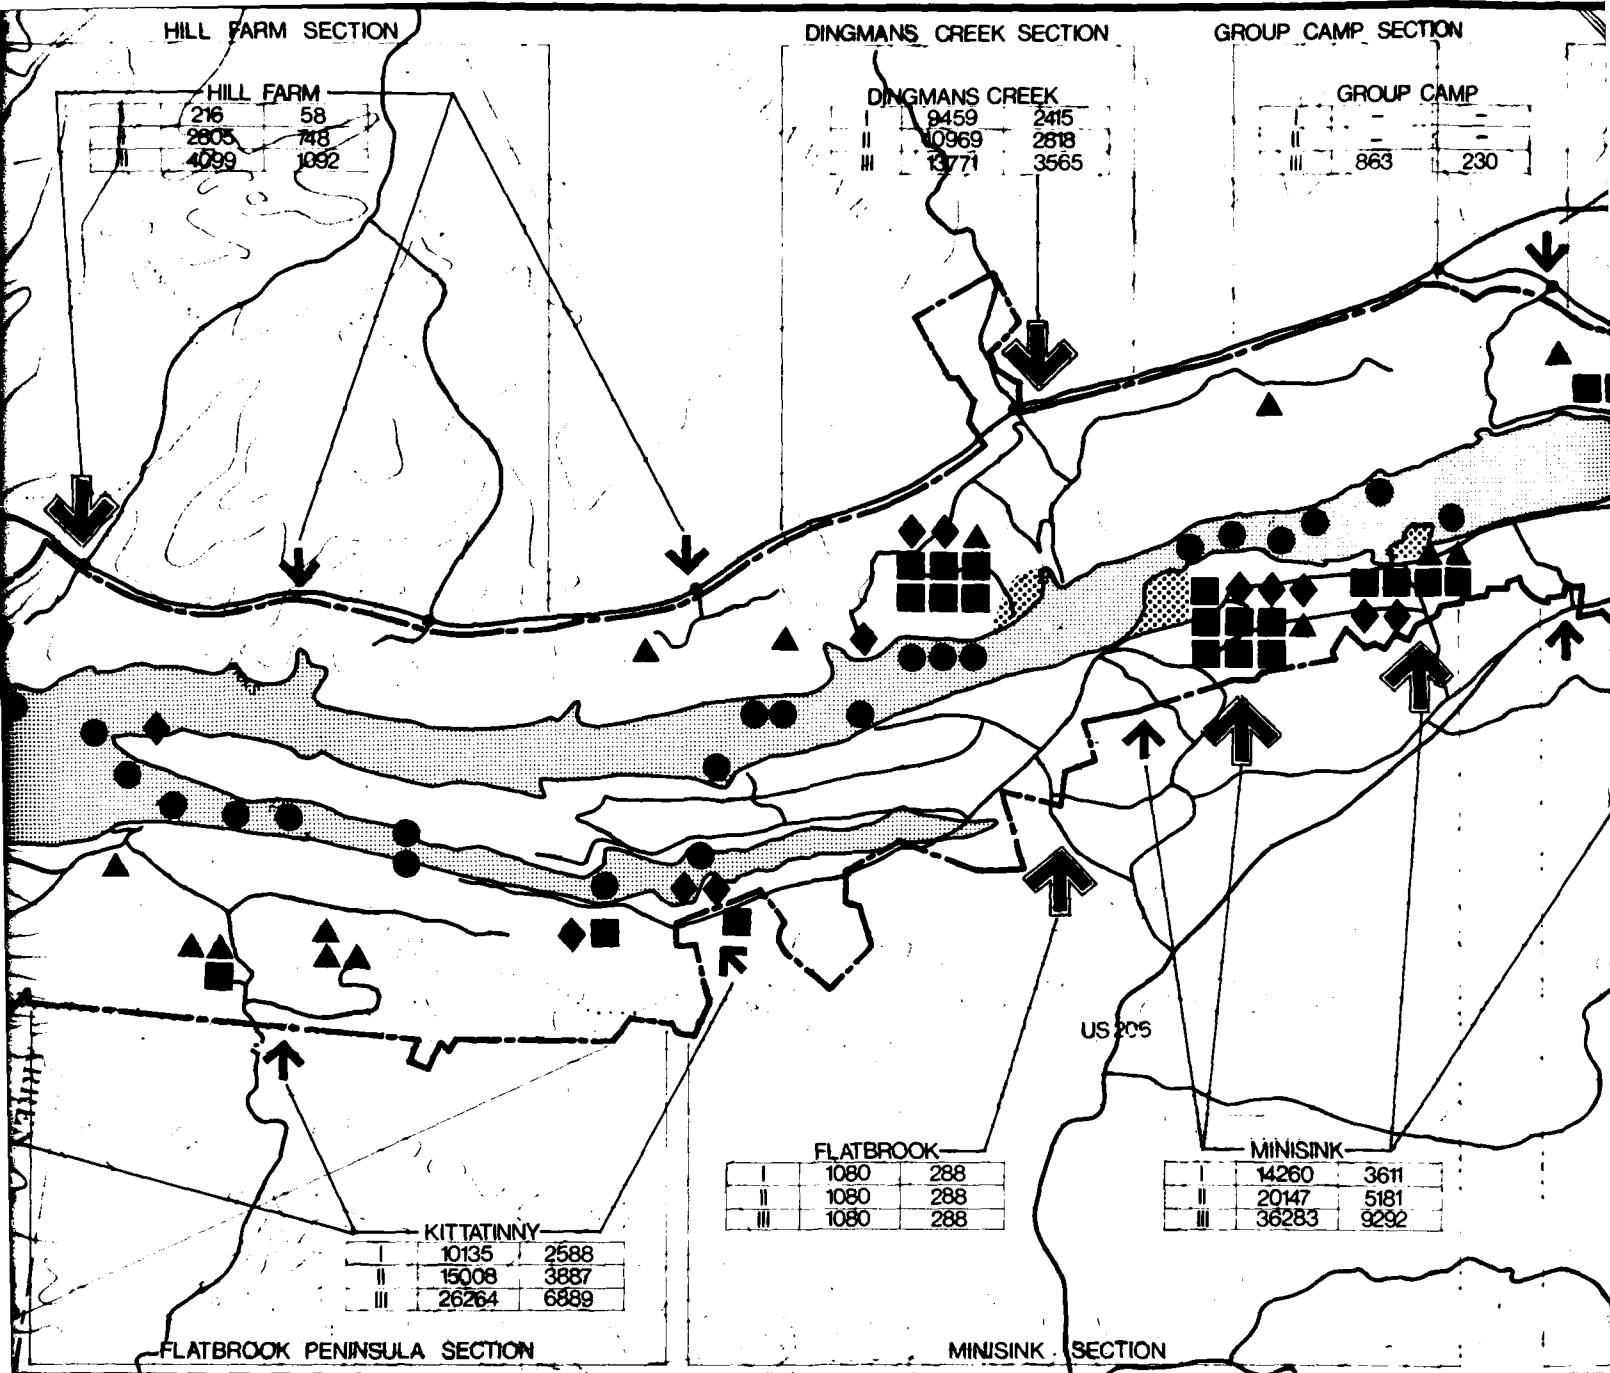 HILL FARM SECTION
DINGMANS CREEK SECTION
GROUP CAMP SECTION
HILL FARM
I 216 58
II 2805 748
III 4099 1092
DINGMANS CREEK
I 9459 2415
II 10969 2818
III 13771 3565
GROUP CAMP
I - -
II - -
III 863 230
US 206
FLATBROOK
I 1080 288
II 1080 288
III 1080 288
MINISINK
I 14260 3611
II 20147 5181
III 36283 9292
KITTATINNY
I 10135 2588
II 15008 3887
III 26264 6889
FLATBROOK PENINSULA SECTION
MINISINK SECTION